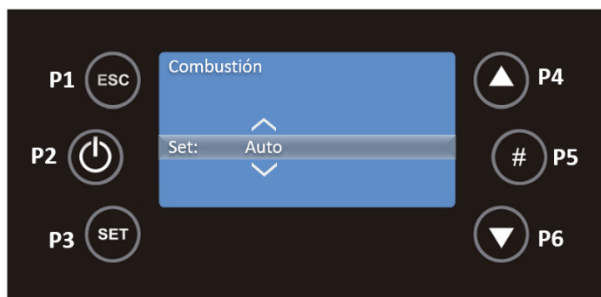 P1 ESC
Combustión
P4
P2
Set: Auto
# P5
P3 SET
P6